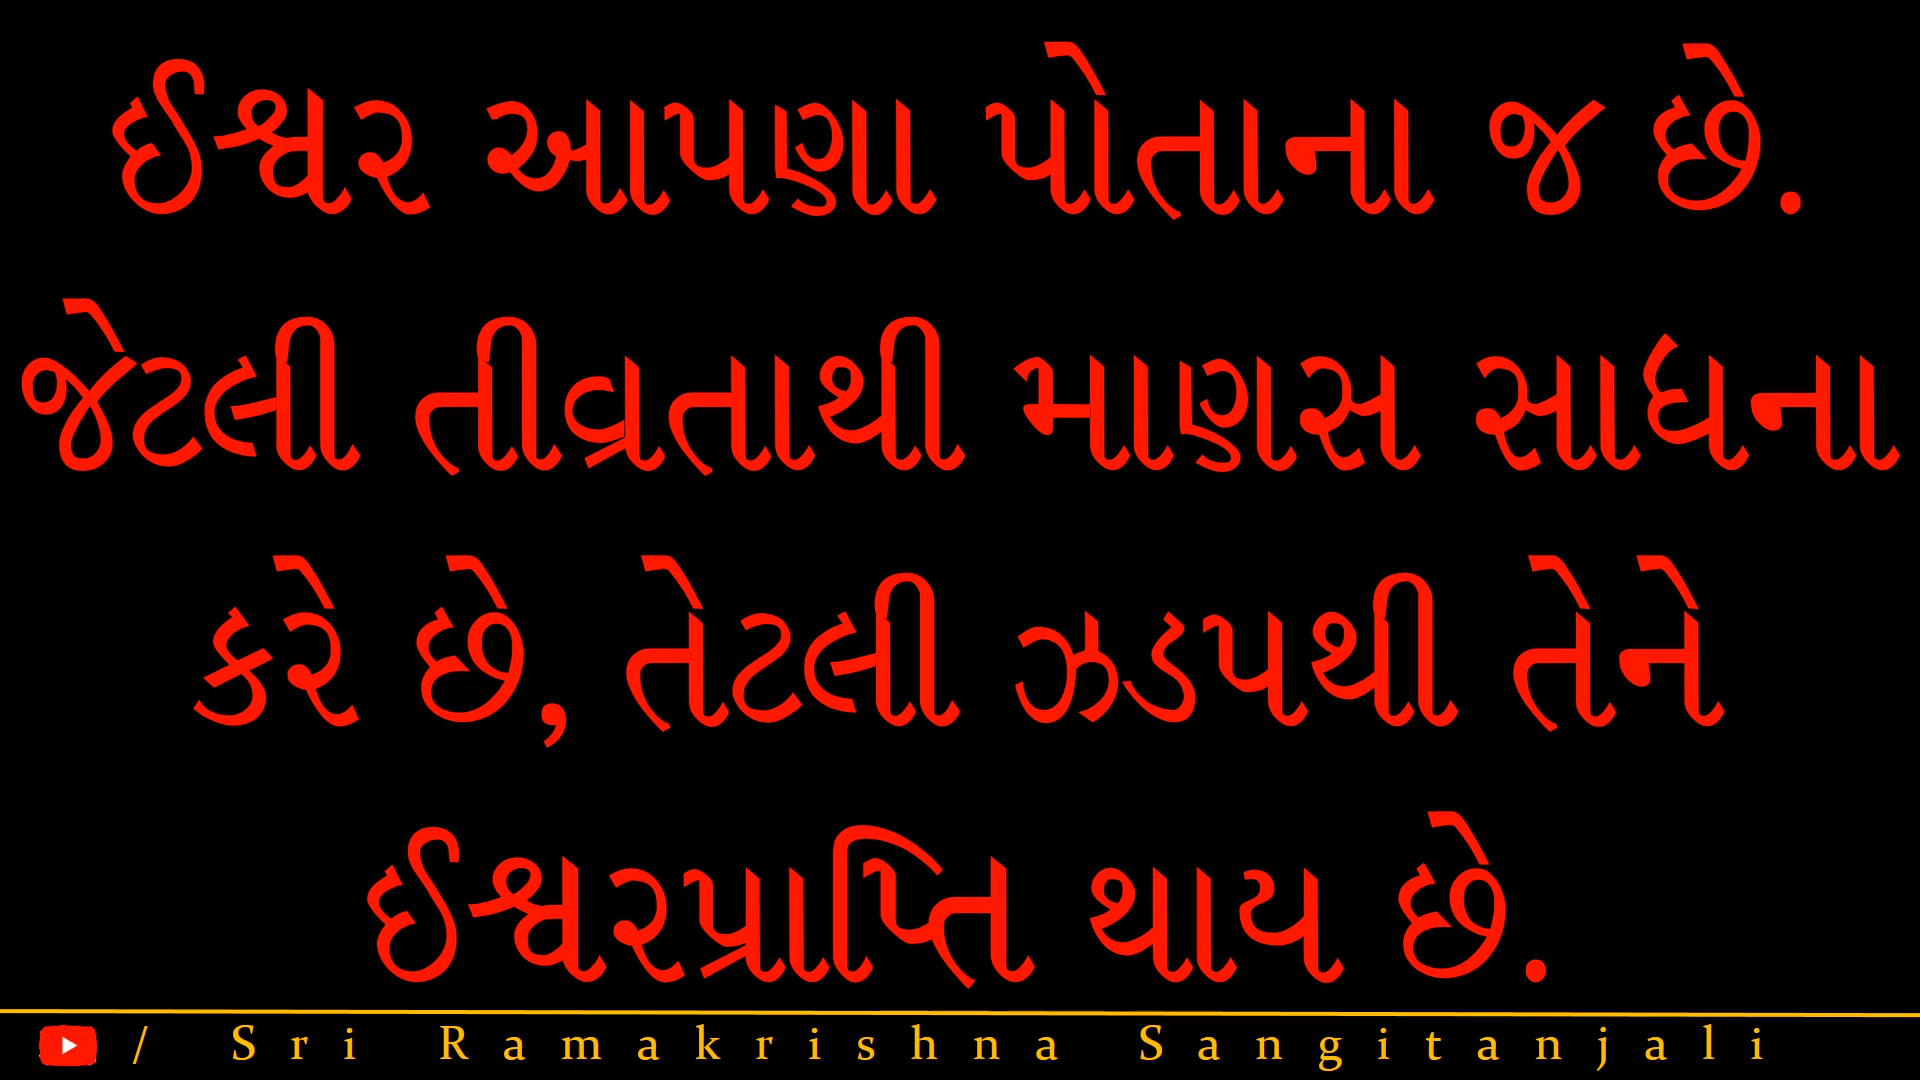 ઈશ્વર આપણા પોતાના જ છે.
જેટલી તીવ્રતાથી માણસ સાધના
કરે છે, તેટલી ઝડપથી તેને
ઈશ્વરપ્રાપ્તિ થાય છે.
/ Sri Ramakrishna Sangitanjali